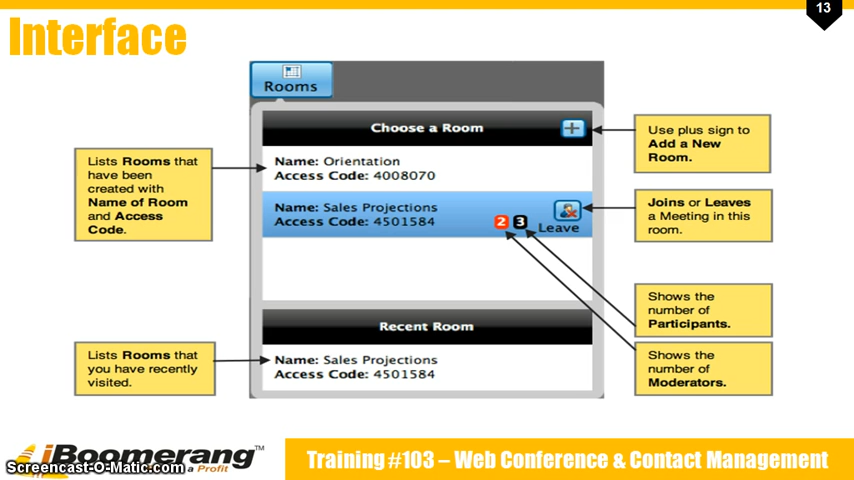 13
Interface
Rooms
Choose a Room
Name: Orientation
Access Code: 4008070
Name: Sales Projections
Access Code: 4501584
2 3
Leave
Recent Room
Name: Sales Projections
Access Code: 4501584
Lists Rooms that
have been
created with
Name of Room
and Access
Code.
Lists Rooms that
you have recently
visited.
Use plus sign to
Add a New
Room.
Joins or Leaves
a Meeting in this
room.
Shows the
number of
Participants.
Shows the
number of
Moderators.
iBoomerang™
a Profit
Screencast-O-Matic.com
Training #103 – Web Conference & Contact Management